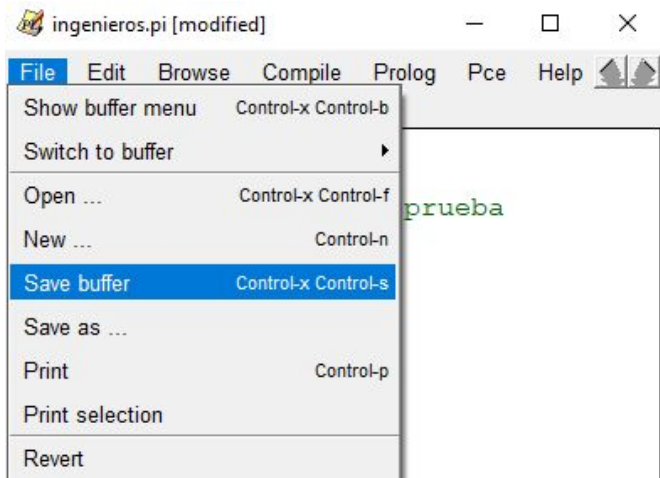 ingenieros.pi [modified]
File Edit Browse Compile Prolog Pce Help
Show buffer menu Control-x Control-b
Switch to buffer
Open ... Control-x Control-f
prueba
New ... Control-n
Save buffer Control-x Control-s
Save as ...
Print Control-p
Print selection
Revert